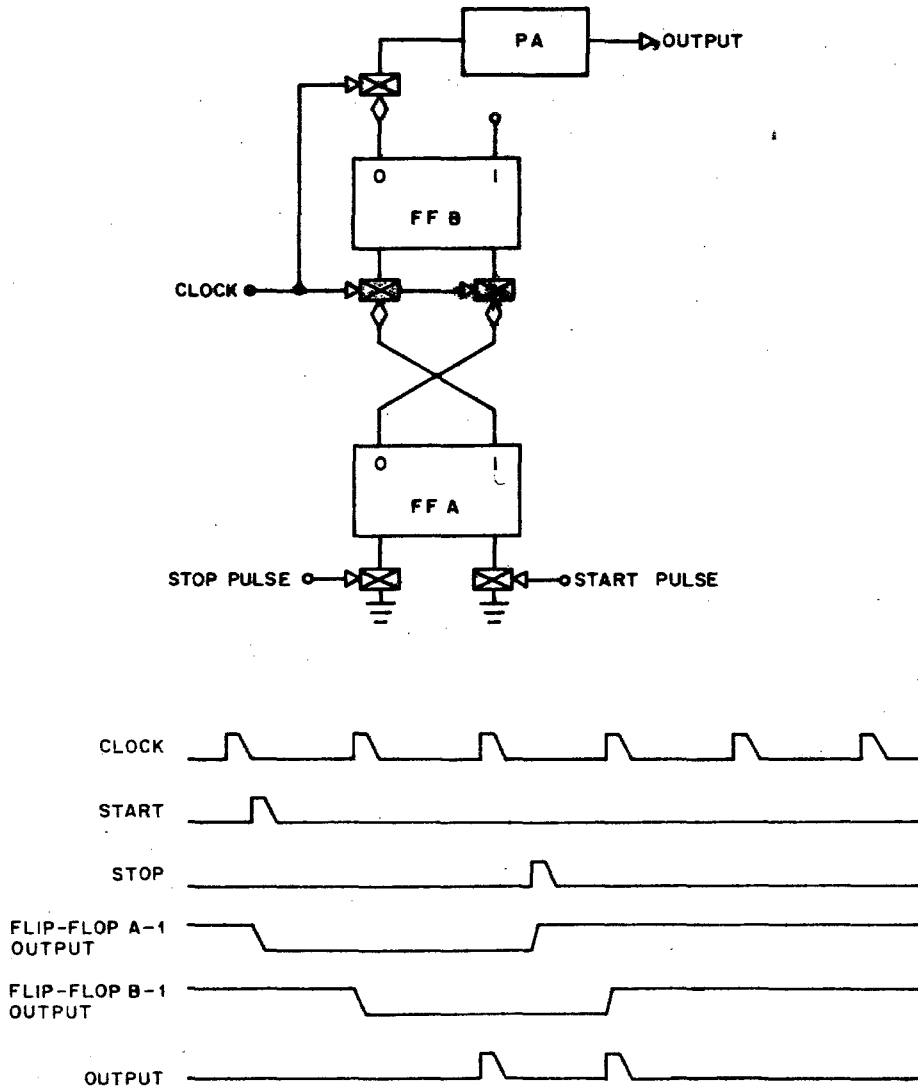 PA
OUTPUT
0 1
FF B
CLOCK
0 1
FF A
STOP PULSE
START PULSE
CLOCK
START
STOP
FLIP-FLOP A-1
OUTPUT
FLIP-FLOP B-1
OUTPUT
OUTPUT